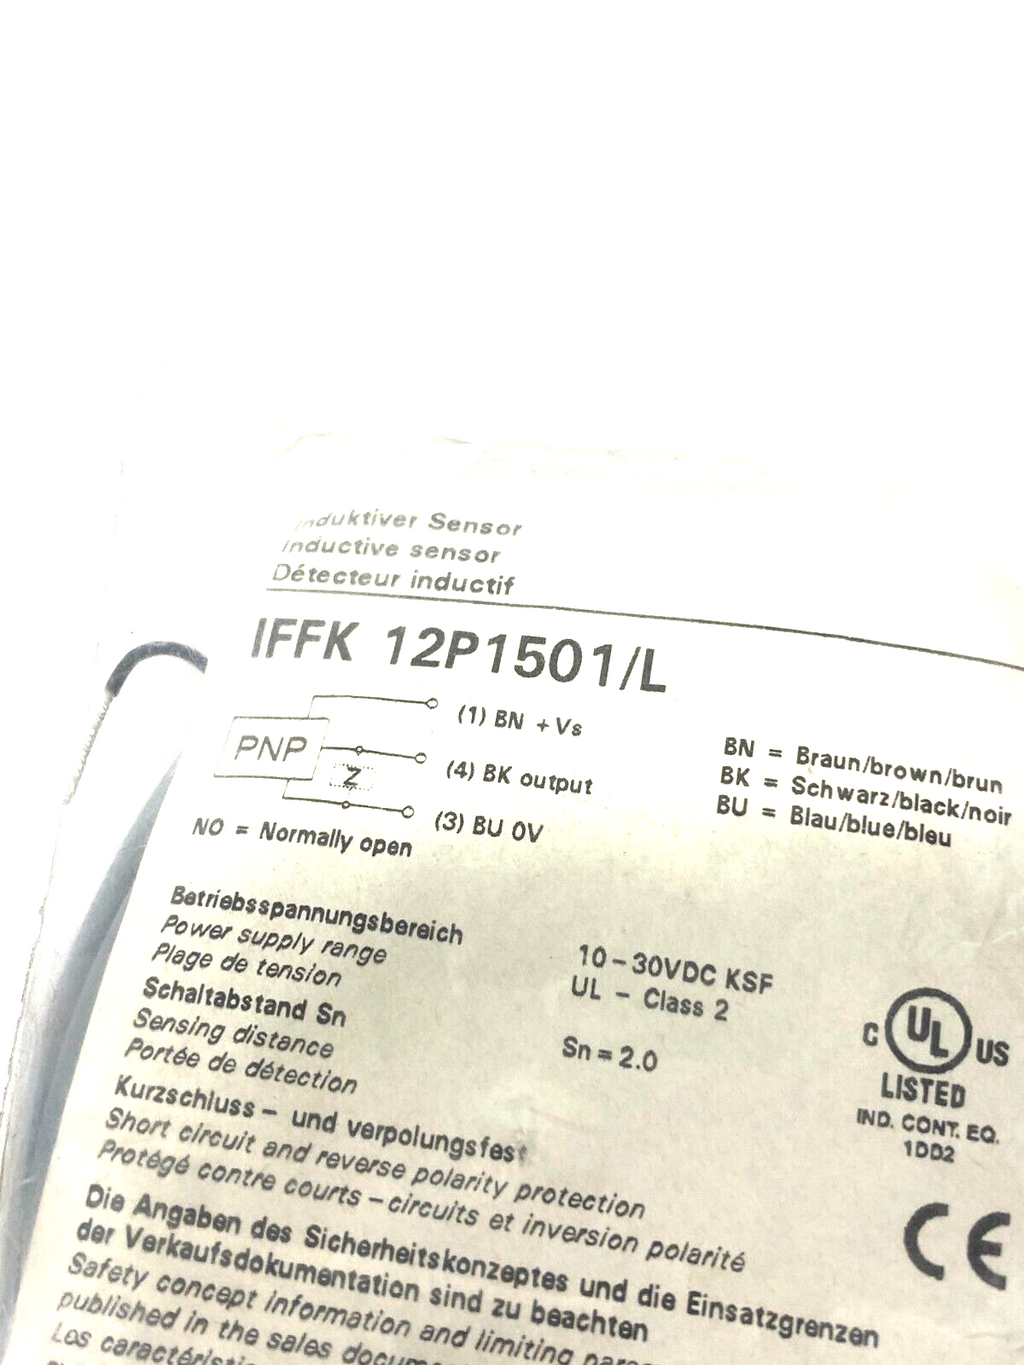 Induktiver Sensor
Inductive sensor
Détecteur inductif
IFFK 12P1501/L
PNP
Z
(1) BN +Vs
(4) BK output
(3) BU 0V
NO = Normally open
BN = Braun/brown/brun
BK = Schwarz/black/noir
BU = Blau/blue/bleu
Betriebsspannungsbereich
Power supply range
Plage de tension
10-30VDC KSF
UL - Class 2
Schaltabstand Sn
Sensing distance
Portée de détection
Sn = 2.0
Kurzschluss- und verpolungsfest
Short circuit and reverse polarity protection
Protégé contre courts-circuits et inversion polarité
C UL US
LISTED
IND. CONT. EQ.
1DD2
CE
Die Angaben des Sicherheitskonzeptes und die Einsatzgrenzen
der Verkaufsdokumentation sind zu beachten
Safety concept information and limiting
published in the sales
Les